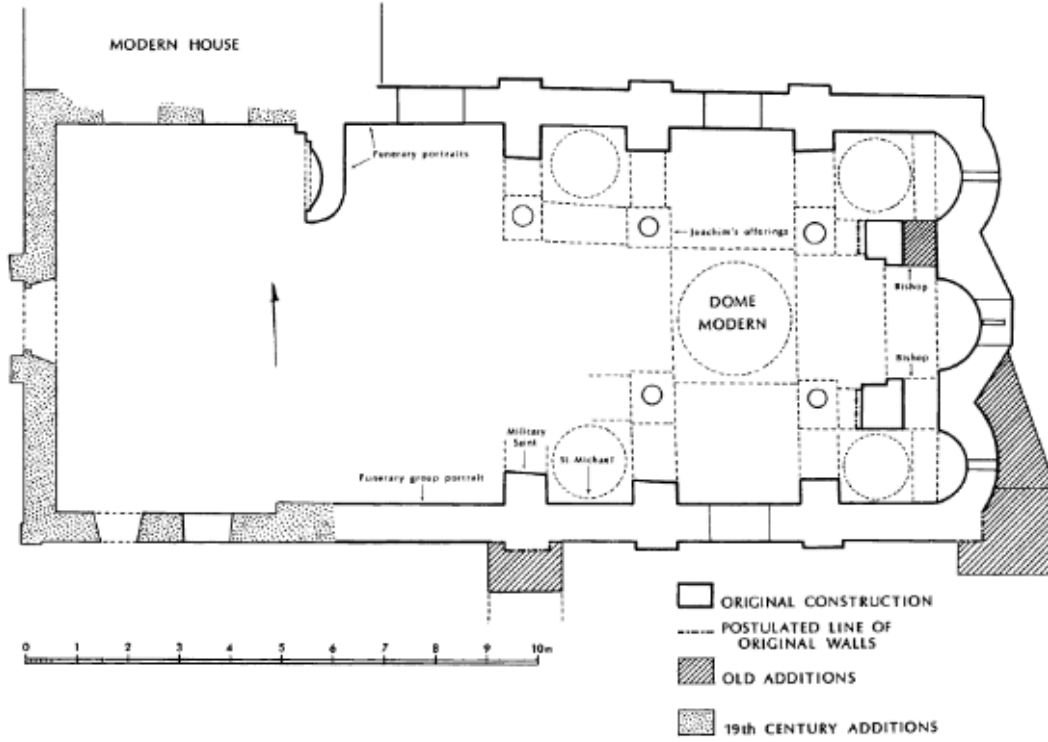 MODERN HOUSE
Funerary portraits
Joachim's offerings
Bishop
DOME
MODERN
Bishop
Military
Saint
St. Michael
Funerary group portrait
ORIGINAL CONSTRUCTION
POSTULATED LINE OF
ORIGINAL WALLS
OLD ADDITIONS
19th CENTURY ADDITIONS
0 1 2 3 4 5 6 7 8 9 10m